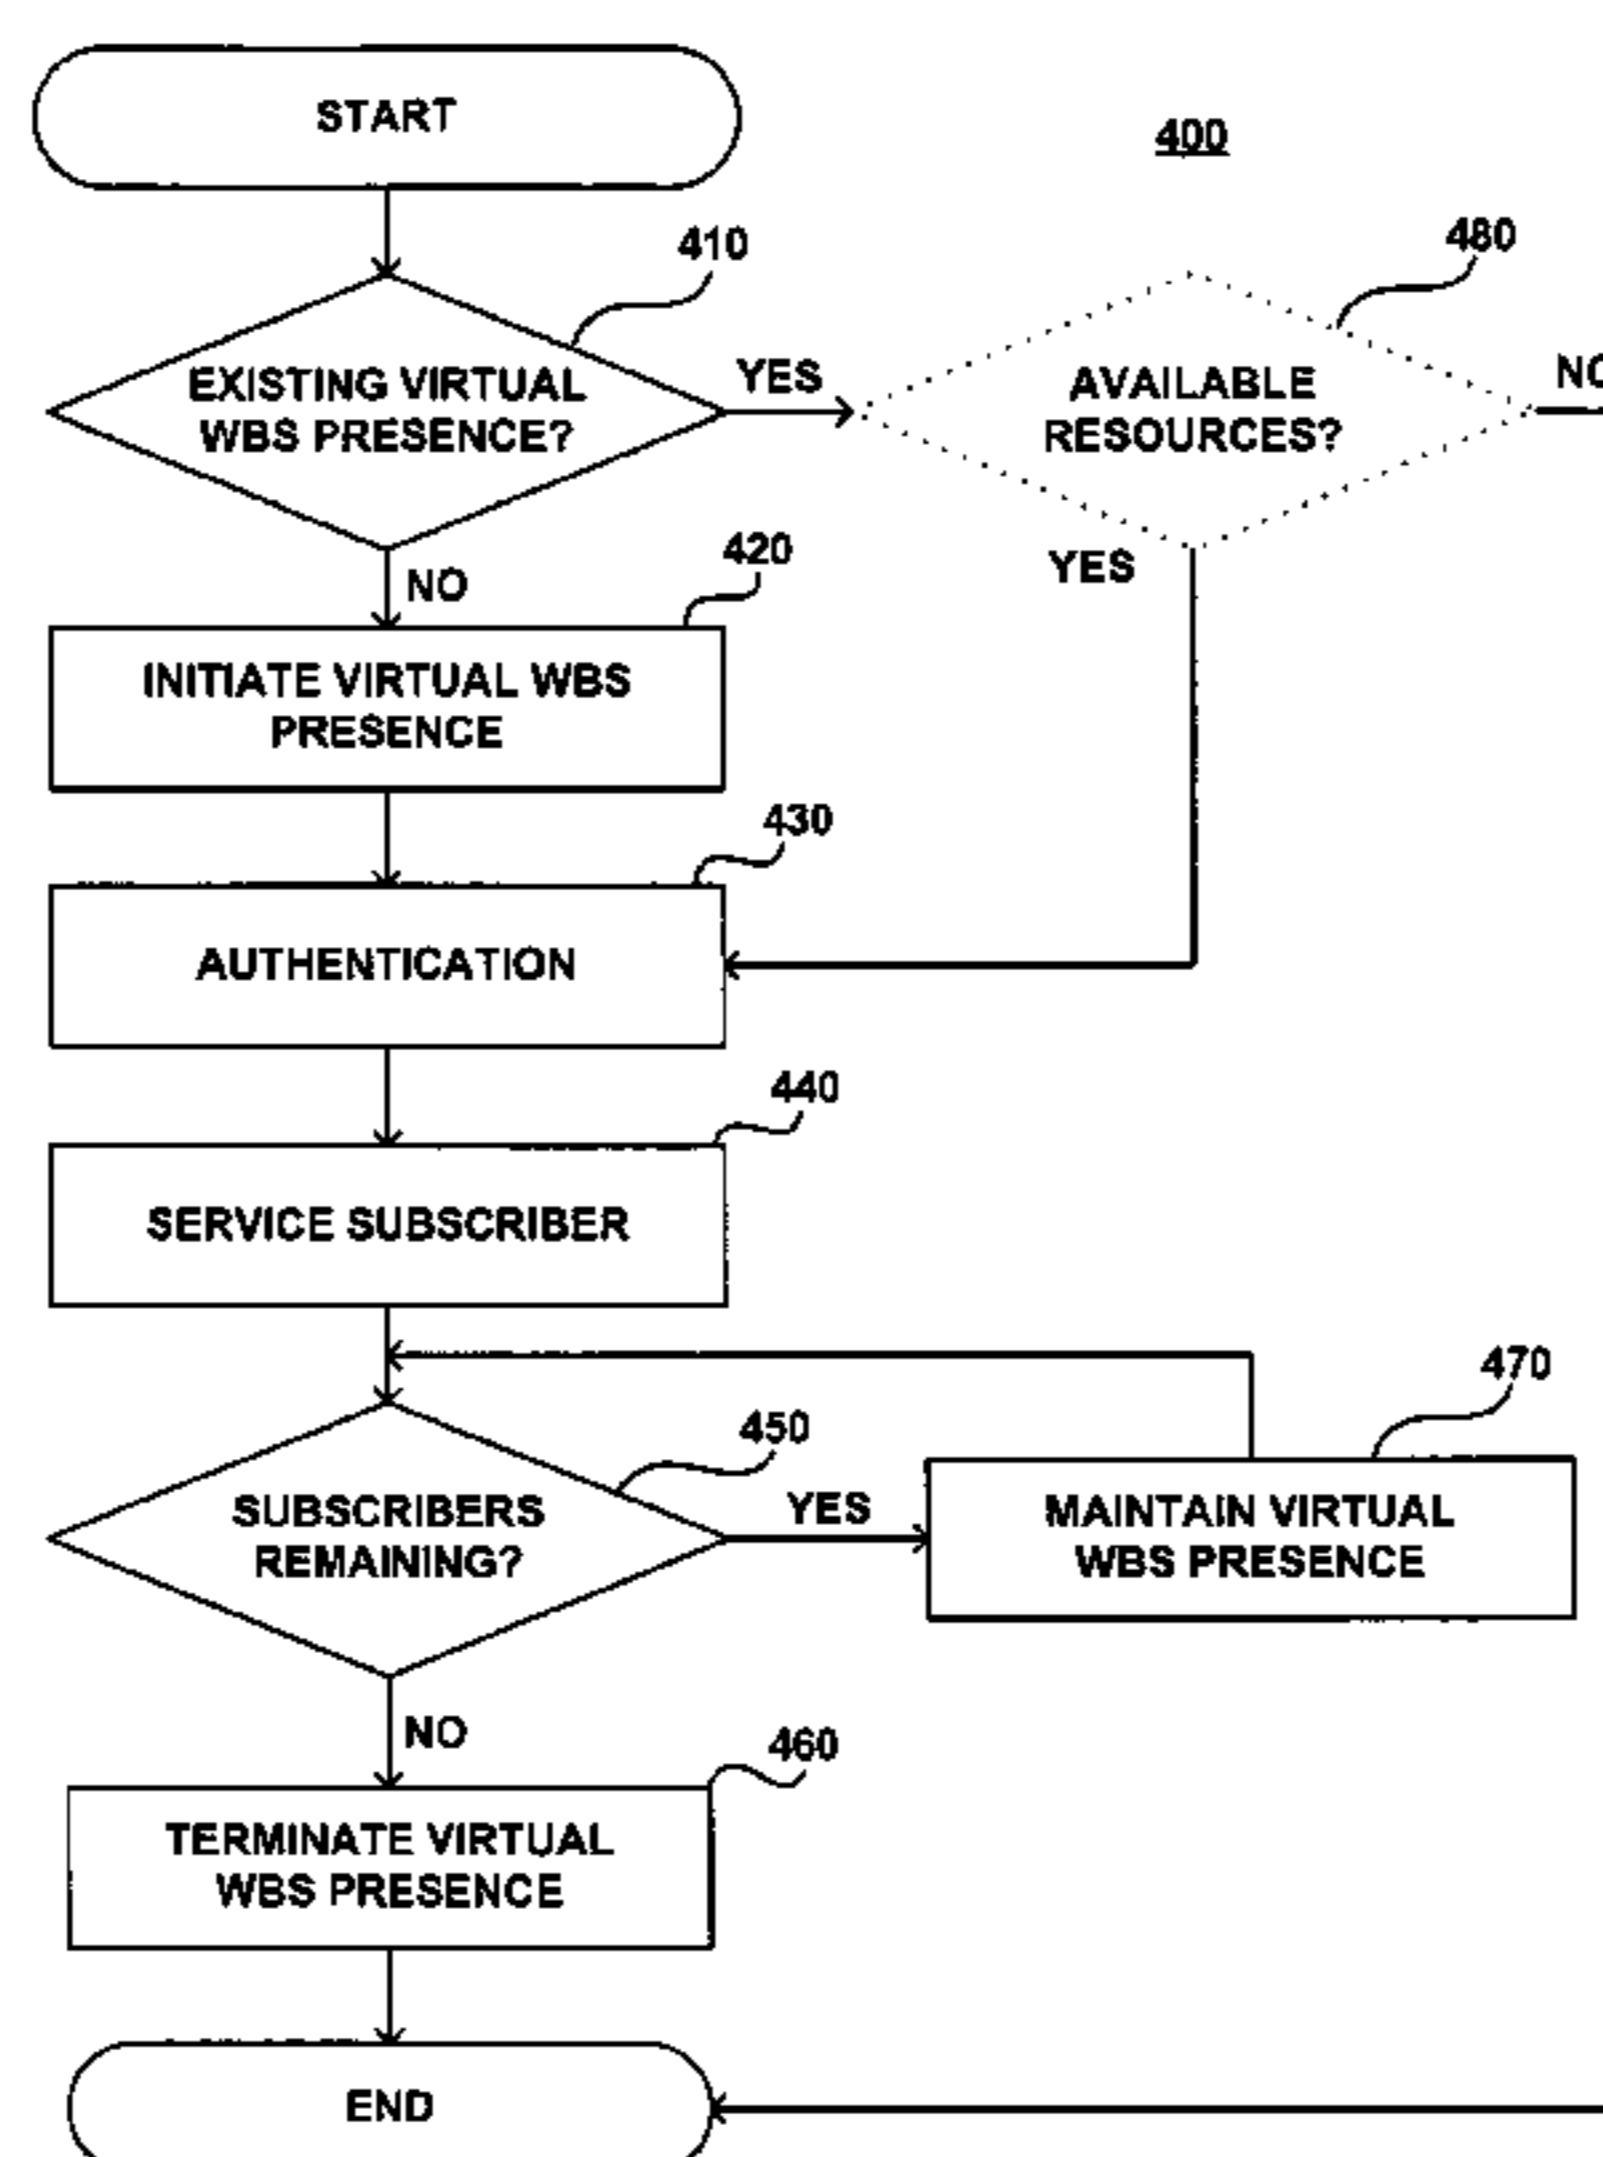 START
400
410
480
EXISTING VIRTUAL
WBS PRESENCE?
YES
AVAILABLE
RESOURCES?
NO
YES
NO
420
INITIATE VIRTUAL WBS
PRESENCE
430
AUTHENTICATION
440
SERVICE SUBSCRIBER
470
450
SUBSCRIBERS
REMAINING?
YES
MAINTAIN VIRTUAL
WBS PRESENCE
NO
460
TERMINATE VIRTUAL
WBS PRESENCE
END